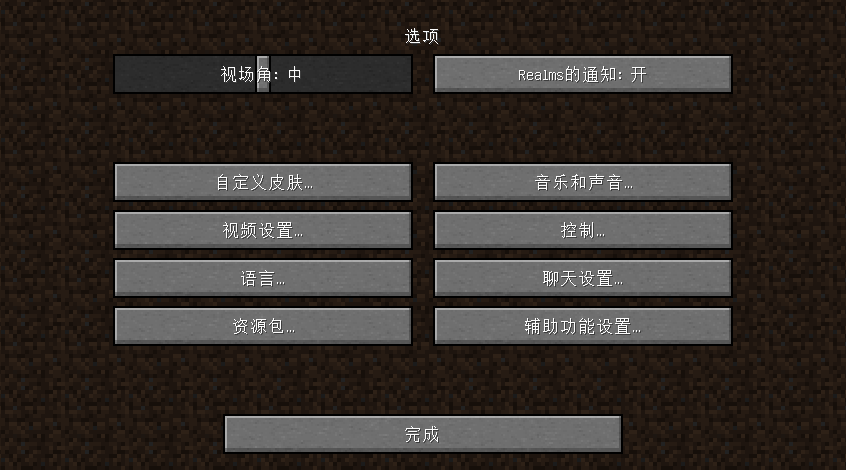 选项
视场角: 中
Realms的通知: 开
自定义皮肤…
音乐和声音…
视频设置…
控制…
语言…
聊天设置…
资源包…
辅助功能设置…
完成